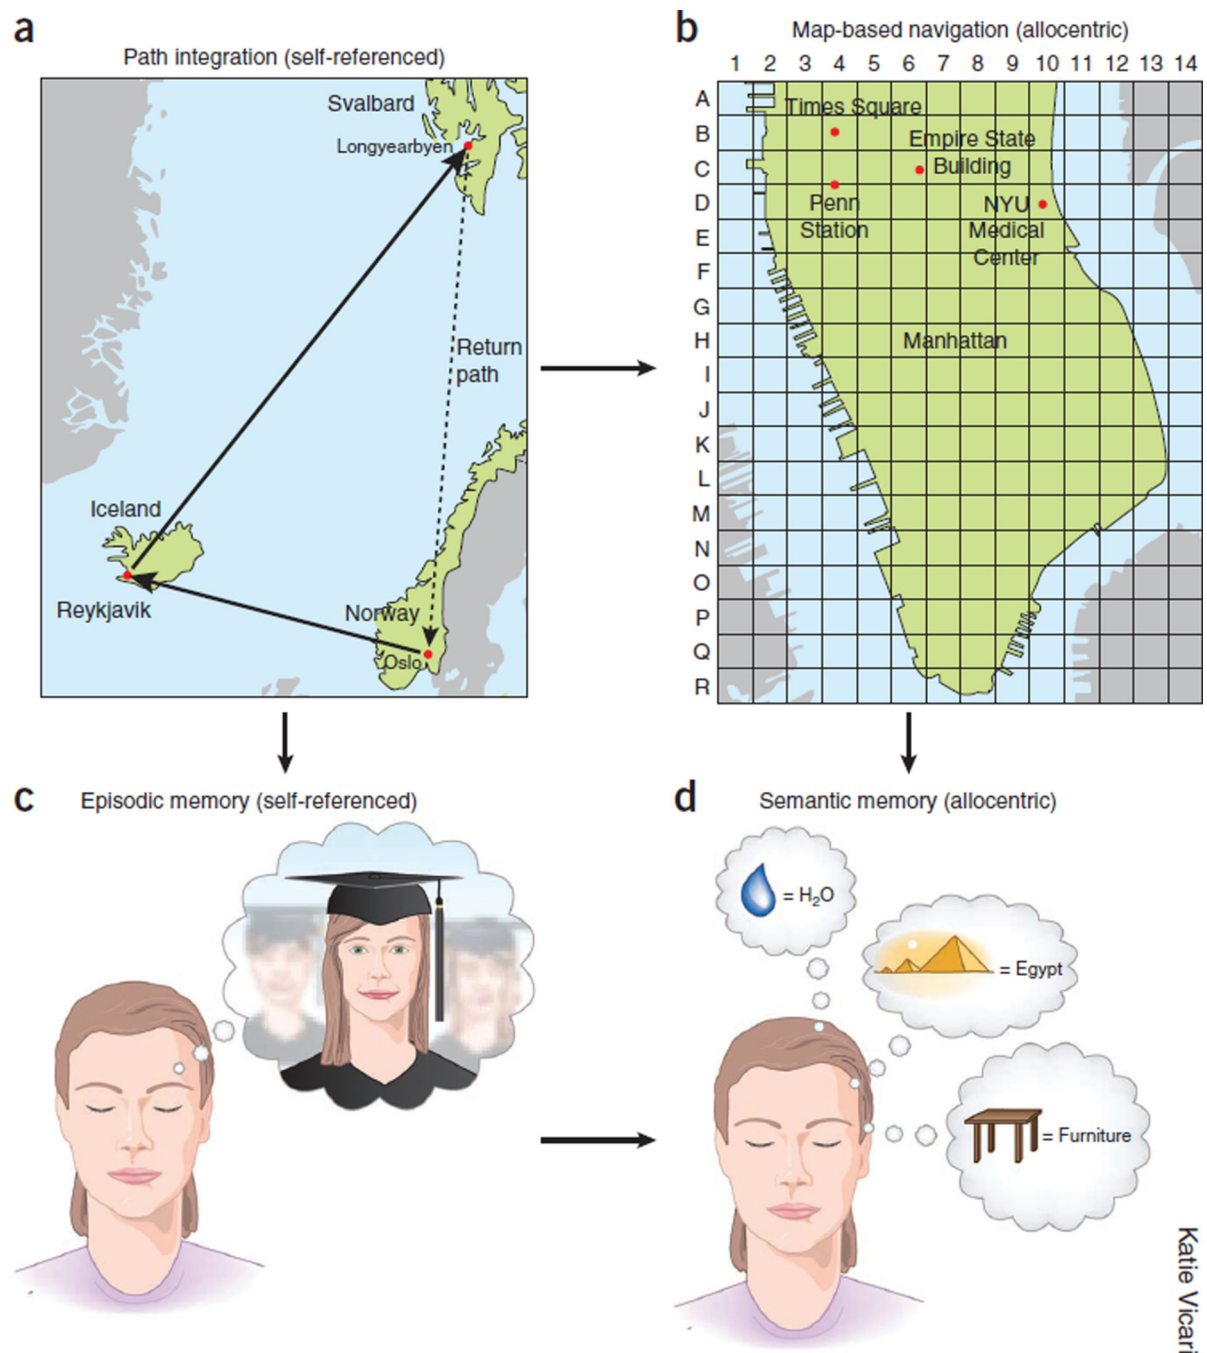 a
Path integration (self-referenced)
Svalbard
Longyearbyen
Return
path
Iceland
Reykjavik
Norway
Oslo
b
Map-based navigation (allocentric)
1 2 3 4 5 6 7 8 9 10 11 12 13 14
A
B
C
D
E
F
G
H
I
J
K
L
M
N
O
P
Q
R
Times Square
Empire State
Building
Penn
Station
NYU
Medical
Center
Manhattan
c
Episodic memory (self-referenced)
d
Semantic memory (allocentric)
= H₂O
= Egypt
= Furniture
Katie Vicari